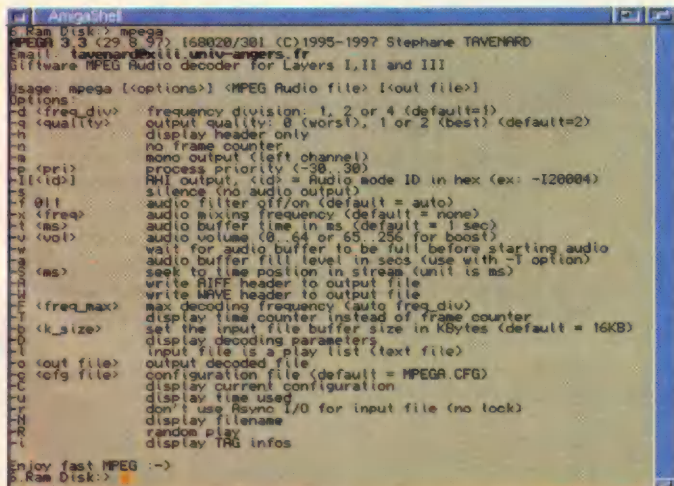 AmigaShell
6.Ram Disk:> mpega
MPEGA 3.3 (29 8 97) [68020/30] (C)1995-1997 Stephane TAVENARD
Email: tavenard@xiii.univ-angers.fr
Giftware MPEG Audio decoder for Layers I,II and III
Usage: mpega [<options>] <MPEG Audio file> [<out file>]
Options:
-d <freq_div> frequency division: 1, 2 or 4 (default=1)
-q <quality> output quality: 0 (worst), 1 or 2 (best) (default=2)
-h display header only
-n no frame counter
-m mono output (left channel)
-p <pri> process priority (-30..30)
-I[<id>] AHI output, <id> = Audio mode ID in hex (ex: -I20004)
-s silence (no audio output)
-f 0|1 audio filter off/on (default = auto)
-x <freq> audio mixing frequency (default = none)
-t <ms> audio buffer time in ms (default = 1 sec)
-v <vol> audio volume (0..64 or 65..256 for boost)
-w wait for audio buffer to be full before starting audio
-a audio buffer fill level in secs (use with -T option)
-S <ms> seek to time postion in stream (unit is ms)
write AIFF header to output file
write WAVE header to output file
-F <freq_max> max decoding frequency (auto freq_div)
-T display time counter instead of frame counter
-b <k_size> set the input file buffer size in KBytes (default = 16KB)
-D display decoding parameters
-l input file is a play list (text file)
-o <out file> output decoded file
-c <cfg file> configuration file (default = MPEGA.CFG)
-C display current configuration
-u display time used
-r don't use Async I/O for input file (no lock)
-N display filename
-R random play
-i display TAG infos
Enjoy fast MPEG :-)
6.Ram Disk:>